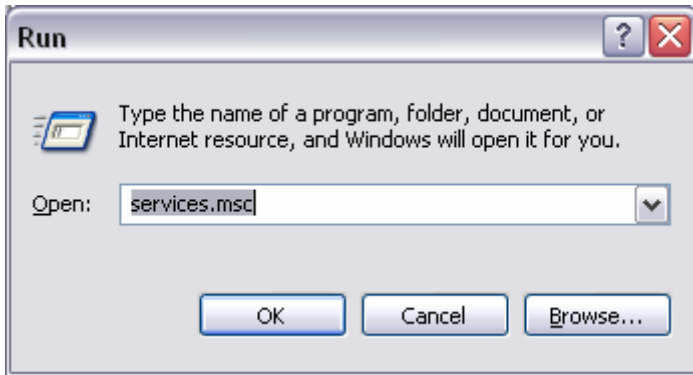 Run
Type the name of a program, folder, document, or
Internet resource, and Windows will open it for you.
Open: services.msc
OK Cancel Browse...